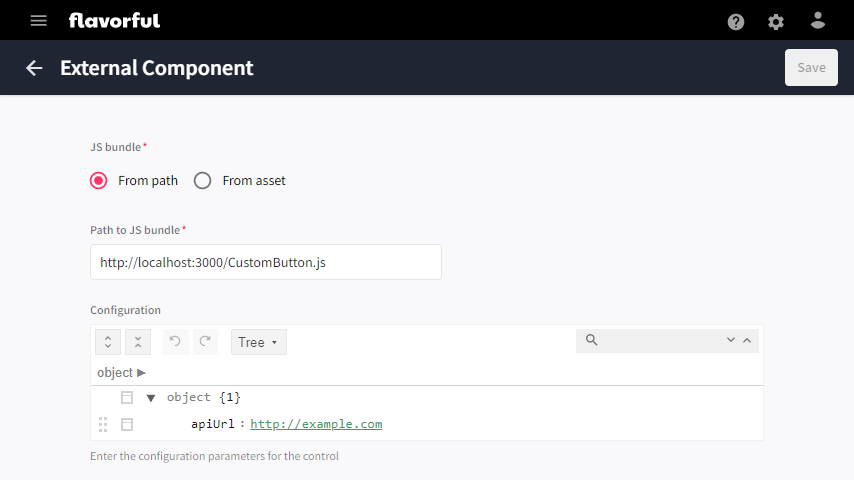 flavorful
External Component
Save
JS bundle*
From path
From asset
Path to JS bundle*
http://localhost:3000/CustomButton.js
Configuration
Tree
object
object {1}
apiUrl : http://example.com
Enter the configuration parameters for the control